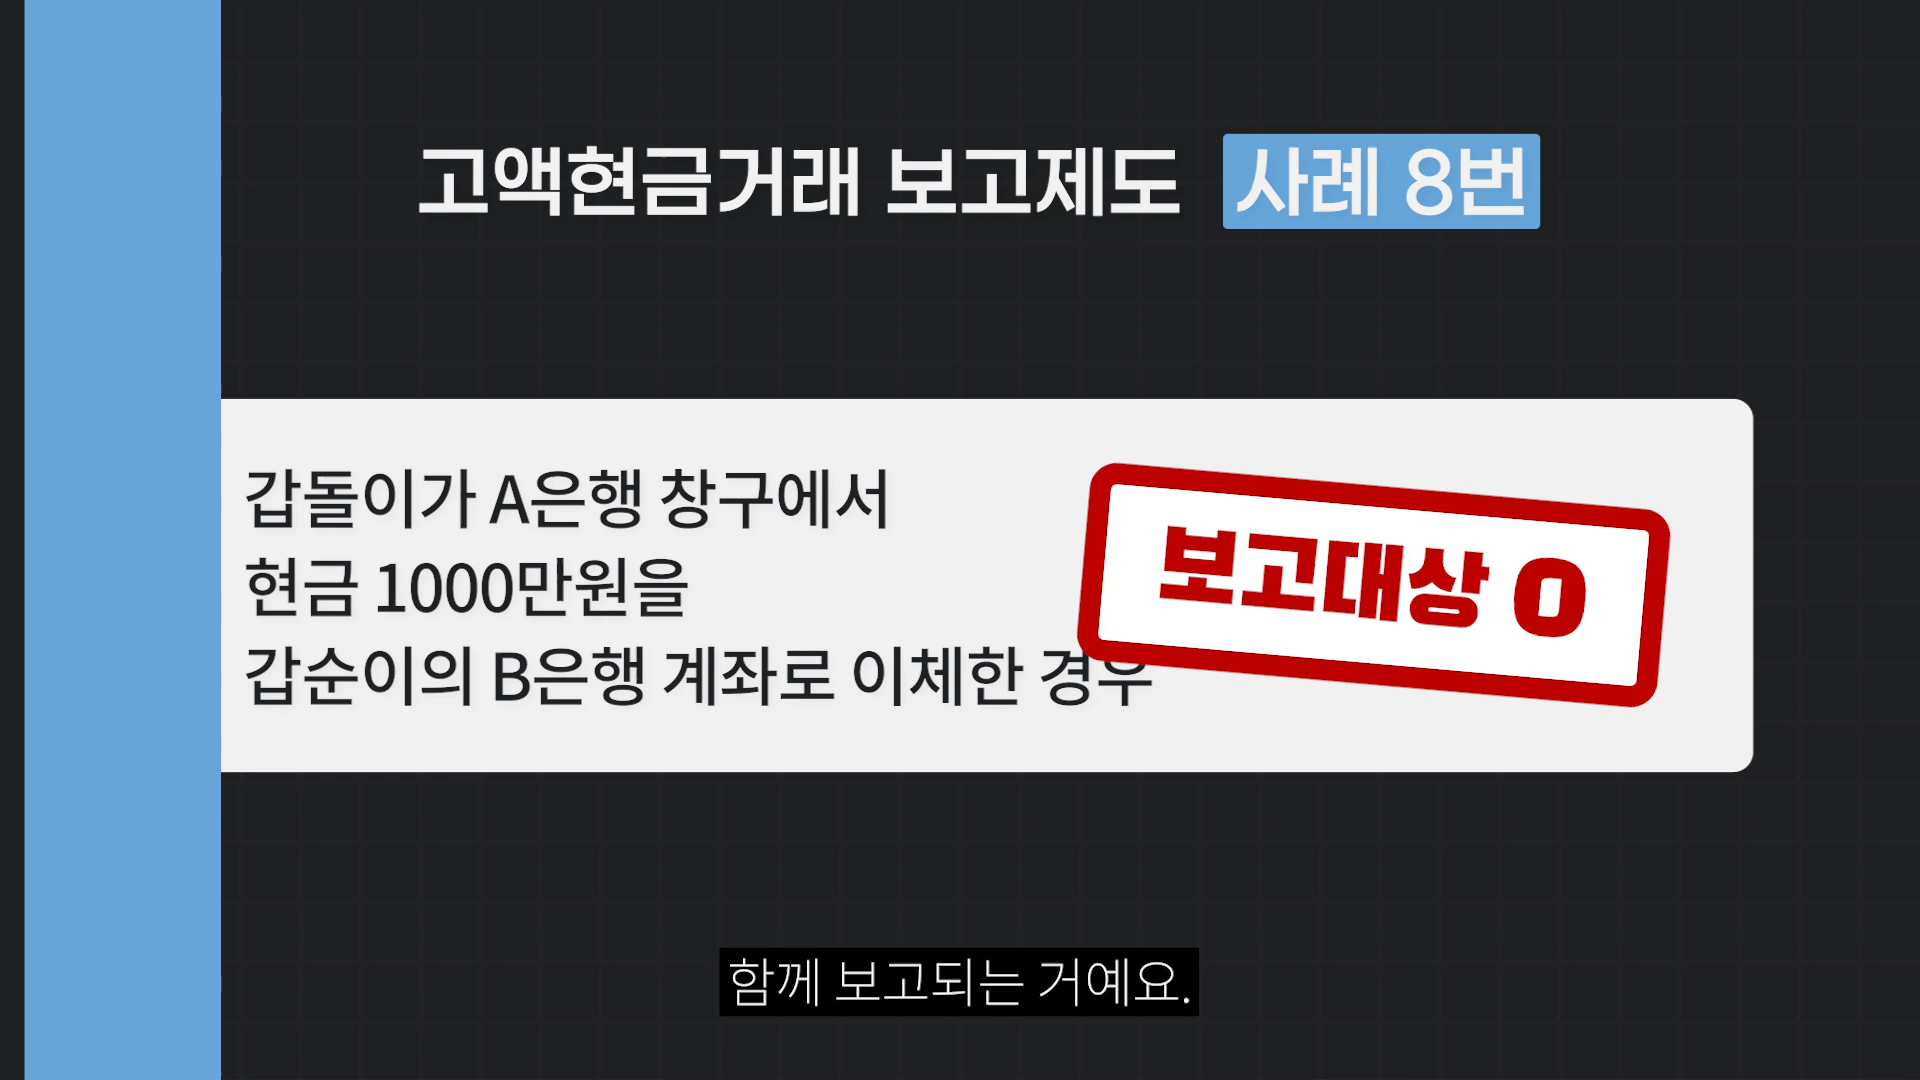 고액현금거래 보고제도 사례 8번
갑돌이가 A은행 창구에서
현금 1000만원을
갑순이의 B은행 계좌로 이체한 경우
보고대상 O
함께 보고되는 거예요.